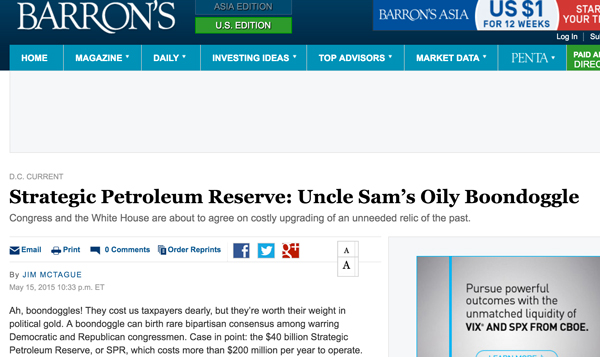 BARRON'S
ASIA EDITION
U.S. EDITION
BARRON'S ASIA
US $1
FOR 12 WEEKS
STAR
YOUR T
Log In
HOME
MAGAZINE
DAILY
INVESTING IDEAS
TOP ADVISORS
MARKET DATA
PENTA
PAID A
DIREC
D.C. CURRENT
Strategic Petroleum Reserve: Uncle Sam's Oily Boondoggle
Congress and the White House are about to agree on costly upgrading of an unneeded relic of the past.
Email
Print
0 Comments
Order Reprints
A
A
By JIM MCTAGUE
May 15, 2015 10:33 p.m. ET
Ah, boondoggles! They cost us taxpayers dearly, but they're worth their weight in
political gold. A boondoggle can birth rare bipartisan consensus among warring
Democratic and Republican congressmen. Case in point: the $40 billion Strategic
Petroleum Reserve, or SPR, which costs more than $200 million per year to operate.
Pursue powerful
outcomes with the
unmatched liquidity of
VIX® AND SPX FROM CBOE.